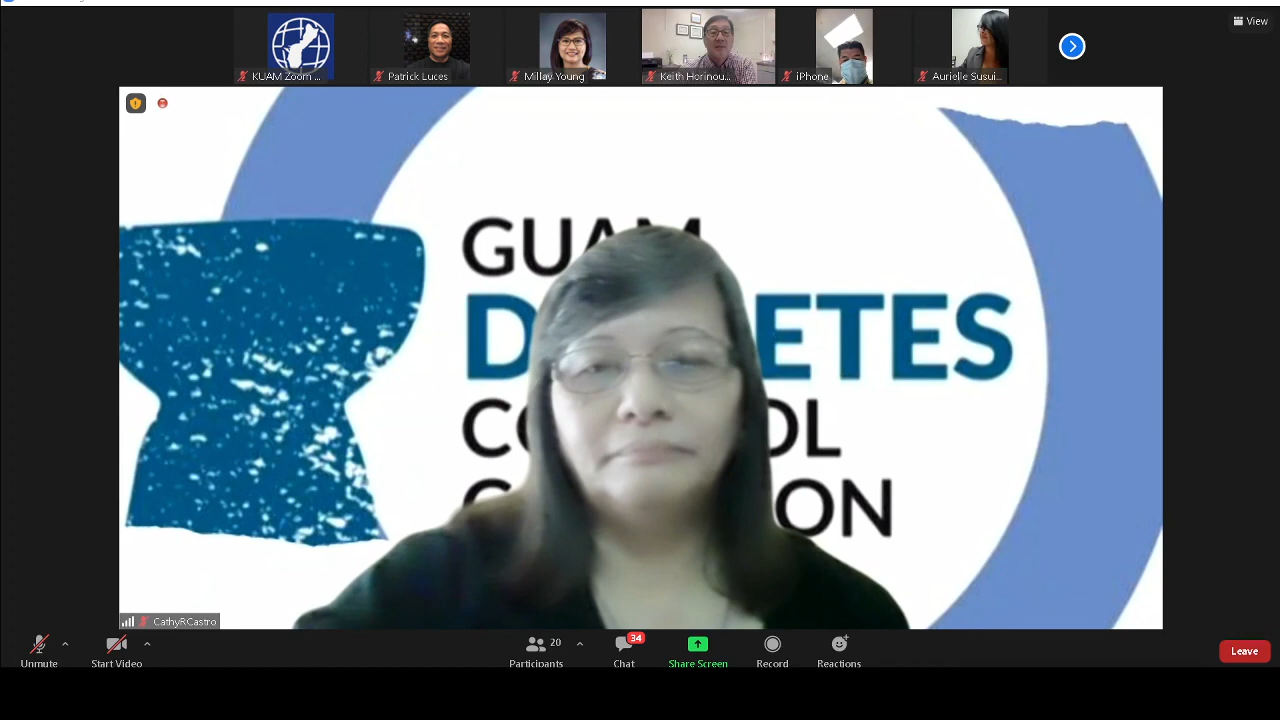 View
KUAM Zoom ...
Patrick Luces
Millay Young
Keith Horinou...
iPhone
Aurielle Susui...
GUAM
D ETES
CO OL
ON
CathyRCastro
Unmute
Start Video
Participants
20
Chat
34
Share Screen
Record
Reactions
Leave